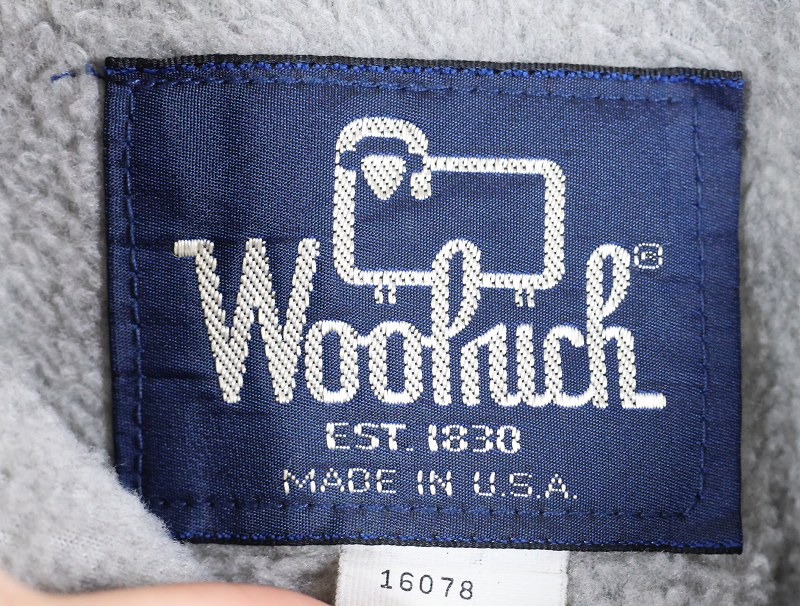 Woolrich®
EST. 1830
MADE IN U.S.A.
16078